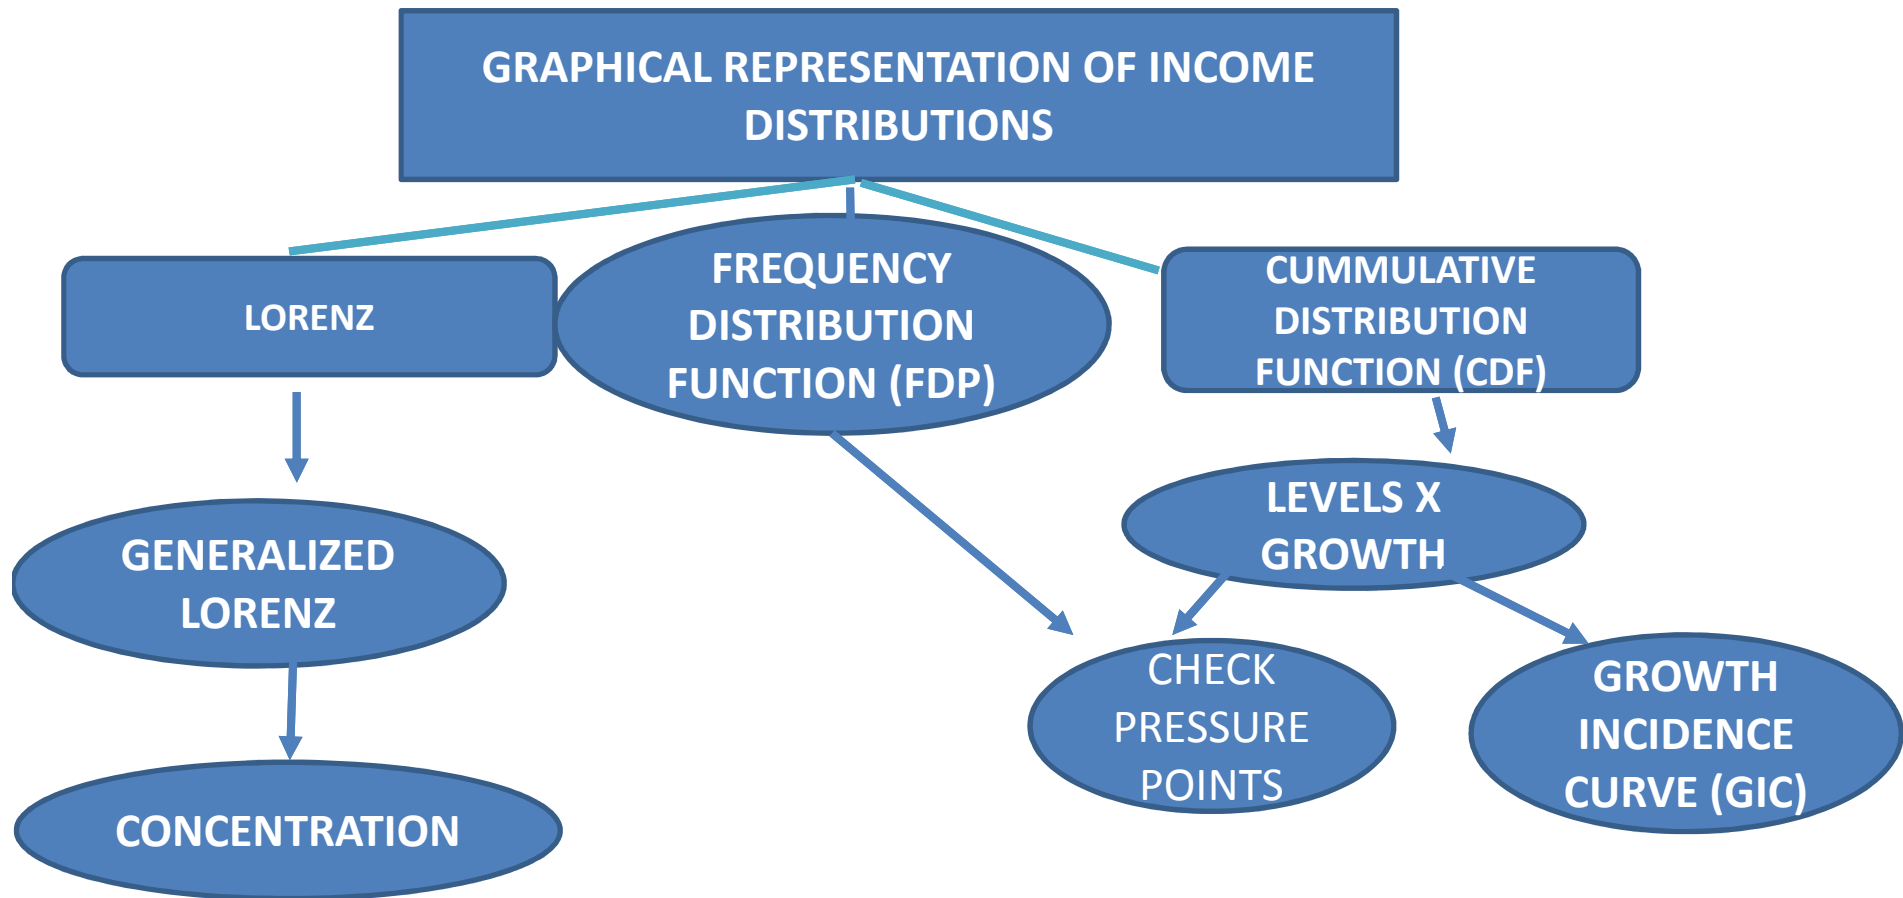 GRAPHICAL REPRESENTATION OF INCOME
DISTRIBUTIONS
LORENZ
FREQUENCY
DISTRIBUTION
FUNCTION (FDP)
CUMMULATIVE
DISTRIBUTION
FUNCTION (CDF)
LEVELS X
GROWTH
GENERALIZED
LORENZ
CHECK
PRESSURE
POINTS
GROWTH
INCIDENCE
CURVE (GIC)
CONCENTRATION